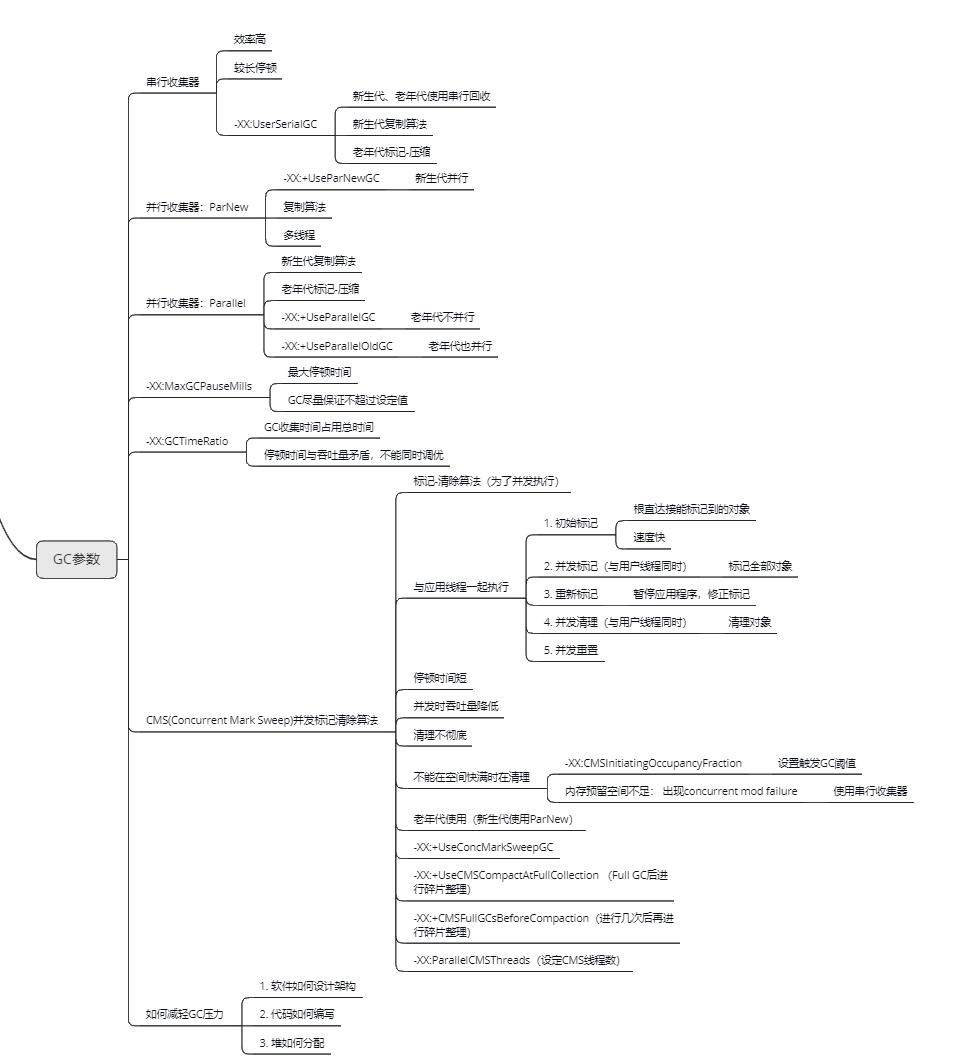 GC参数
串行收集器
效率高
较长停顿
-XX:UserSerialGC
新生代、老年代使用串行回收
新生代复制算法
老年代标记-压缩
并行收集器：ParNew
-XX:+UseParNewGC
新生代并行
复制算法
多线程
并行收集器：Parallel
新生代复制算法
老年代标记-压缩
-XX:+UseParallelGC
老年代不并行
-XX:+UseParallelOldGC
老年代也并行
-XX:MaxGCPauseMills
最大停顿时间
GC尽量保证不超过设定值
-XX:GCTimeRatio
GC收集时间占用总时间
停顿时间与吞吐量矛盾，不能同时调优
CMS(Concurrent Mark Sweep)并发标记清除算法
标记-清除算法（为了并发执行）
与应用线程一起执行
1. 初始标记
根直达接能标记到的对象
速度快
2. 并发标记（与用户线程同时）
标记全部对象
3. 重新标记
暂停应用程序，修正标记
4. 并发清理（与用户线程同时）
清理对象
5. 并发重置
停顿时间短
并发时吞吐量降低
清理不彻底
不能在空间快满时在清理
-XX:CMSInitiatingOccupancyFraction
设置触发GC阈值
内存预留空间不足： 出现concurrent mod failure
使用串行收集器
老年代使用（新生代使用ParNew）
-XX:+UseConcMarkSweepGC
-XX:+UseCMSCompactAtFullCollection （Full GC后进
行碎片整理）
-XX:+CMSFullGCsBeforeCompaction（进行几次后再进
行碎片整理）
-XX:ParallelCMSThreads（设定CMS线程数）
如何减轻GC压力
1. 软件如何设计架构
2. 代码如何编写
3. 堆如何分配